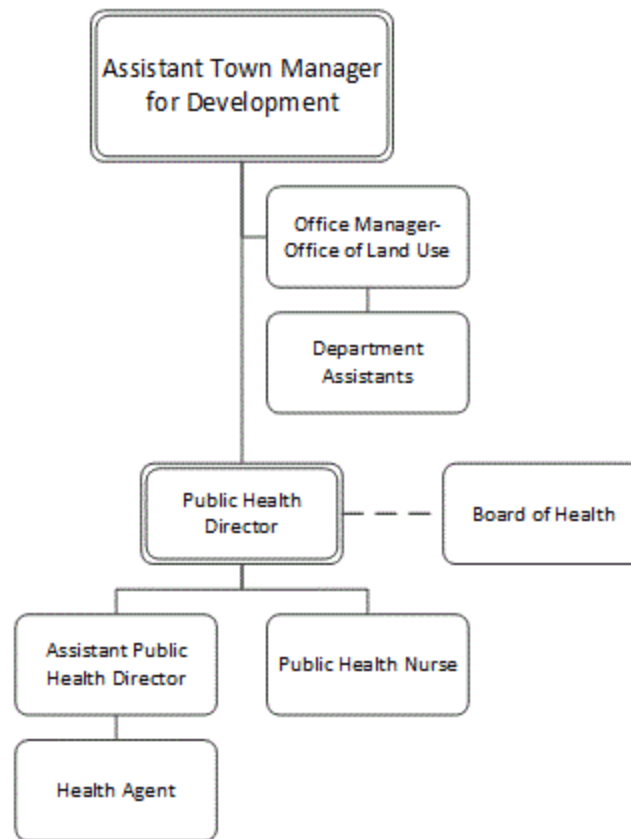 Assistant Town Manager
for Development
Office Manager-
Office of Land Use
Department
Assistants
Public Health
Director
Board of Health
Assistant Public
Health Director
Public Health Nurse
Health Agent